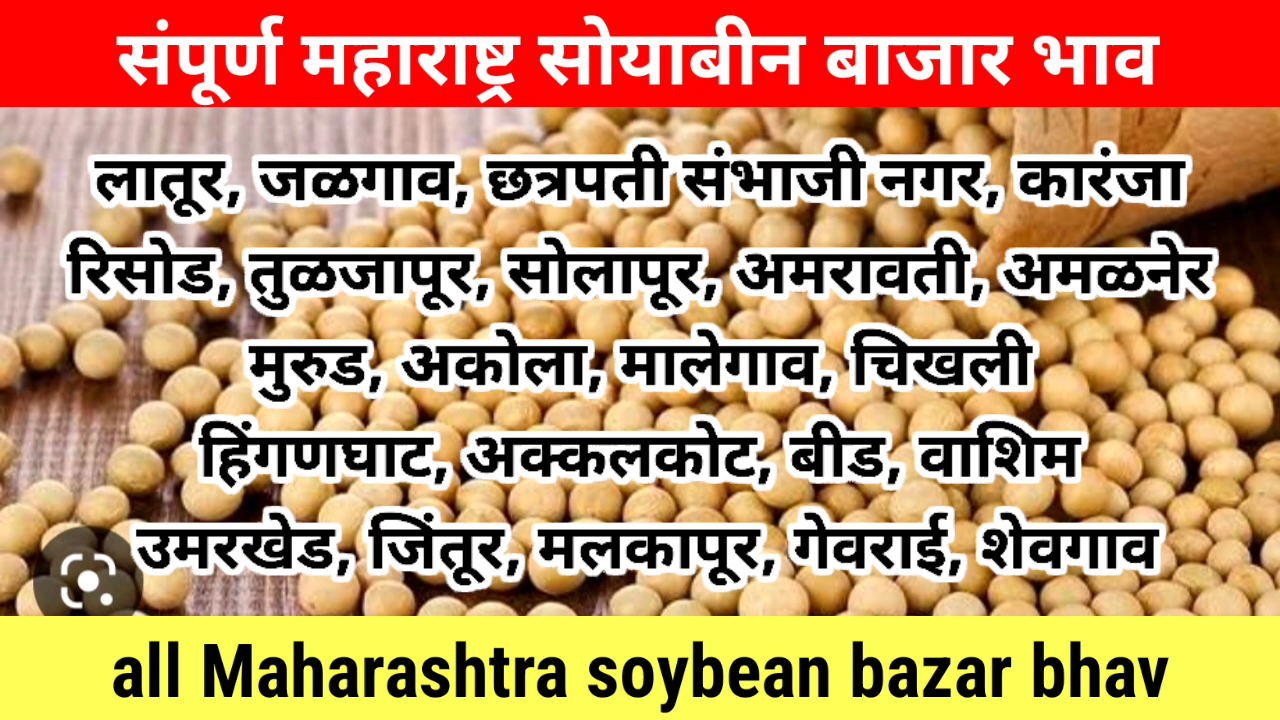 संपूर्ण महाराष्ट्र सोयाबीन बाजार भाव
लातूर, जळगाव, छत्रपती संभाजी नगर, कारंजा
रिसोड, तुळजापूर, सोलापूर, अमरावती, अमळनेर
मुरुड, अकोला, मालेगाव, चिखली
हिंगणघाट, अक्कलकोट, बीड, वाशिम
उमरखेड, जिंतूर, मलकापूर, गेवराई, शेवगाव
all Maharashtra soybean bazar bhav